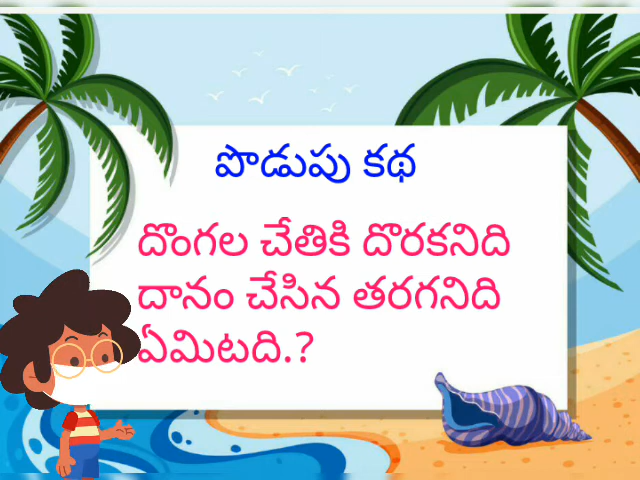 పొడుపు కథ
దొంగల చేతికి దొరకనిది
దానం చేసిన తరగనిది
ఏమిటది.?